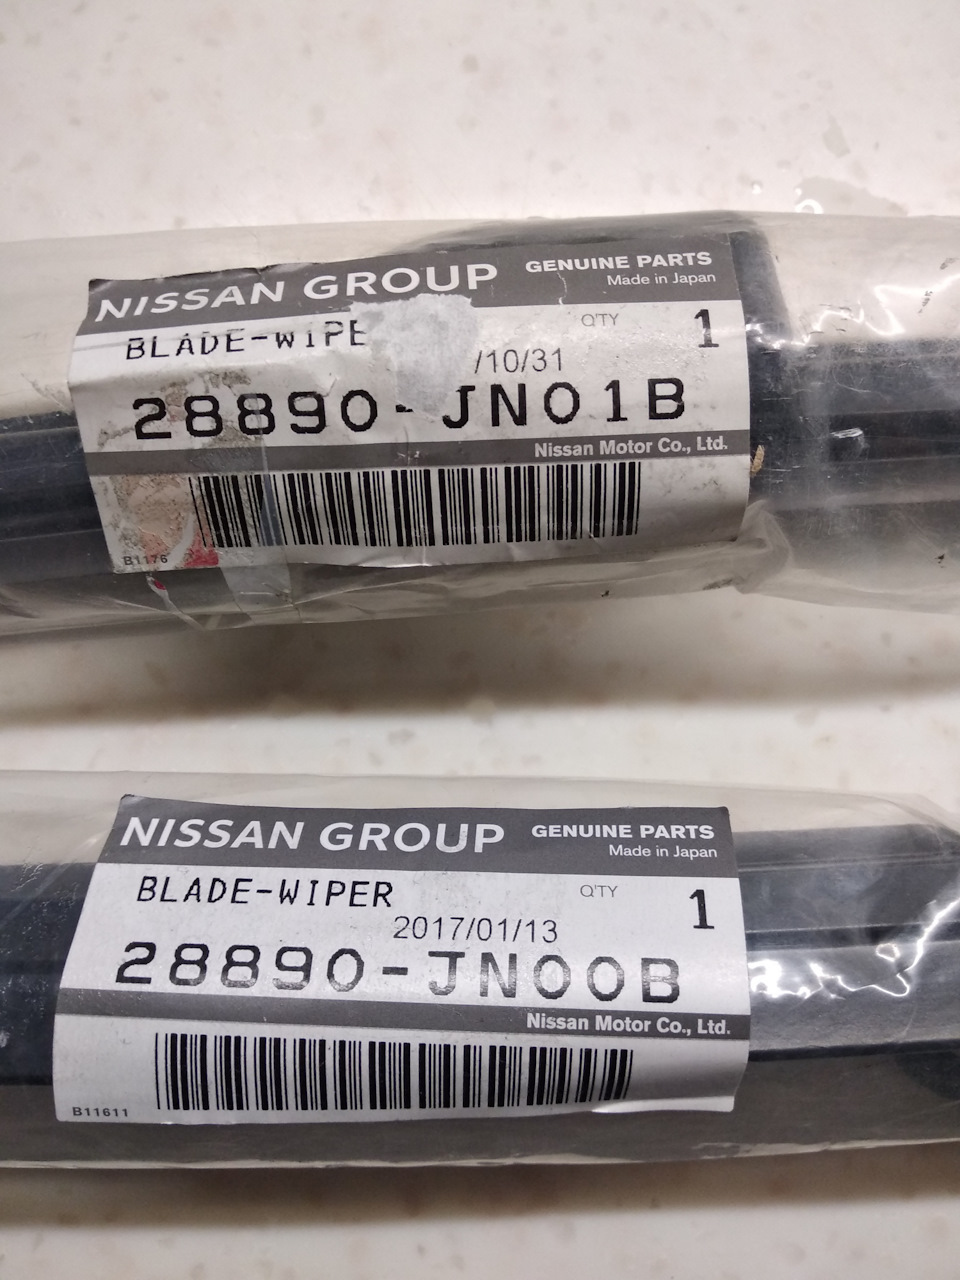 NISSAN GROUP GENUINE PARTS
Made in Japan
BLADE-WIPE Q'TY 1
/10/31
28890-JN01B
Nissan Motor Co., Ltd.
B1176
NISSAN GROUP GENUINE PARTS
Made in Japan
BLADE-WIPER Q'TY 1
2017/01/13
28890-JN00B
Nissan Motor Co., Ltd.
B11611